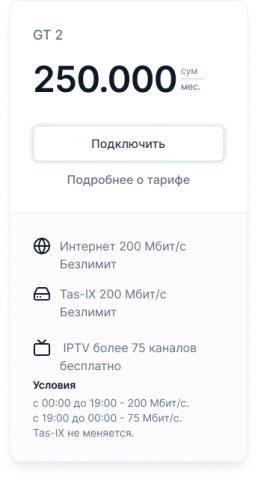 GT 2
250.000 сум
мес.
Подключить
Подробнее о тарифе
Интернет 200 Мбит/с
Безлимит
Tas-IX 200 Мбит/с
Безлимит
IPTV более 75 каналов
бесплатно
Условия
с 00:00 до 19:00 - 200 Мбит/с.
с 19:00 до 00:00 - 75 Мбит/с.
Tas-IX не меняется.